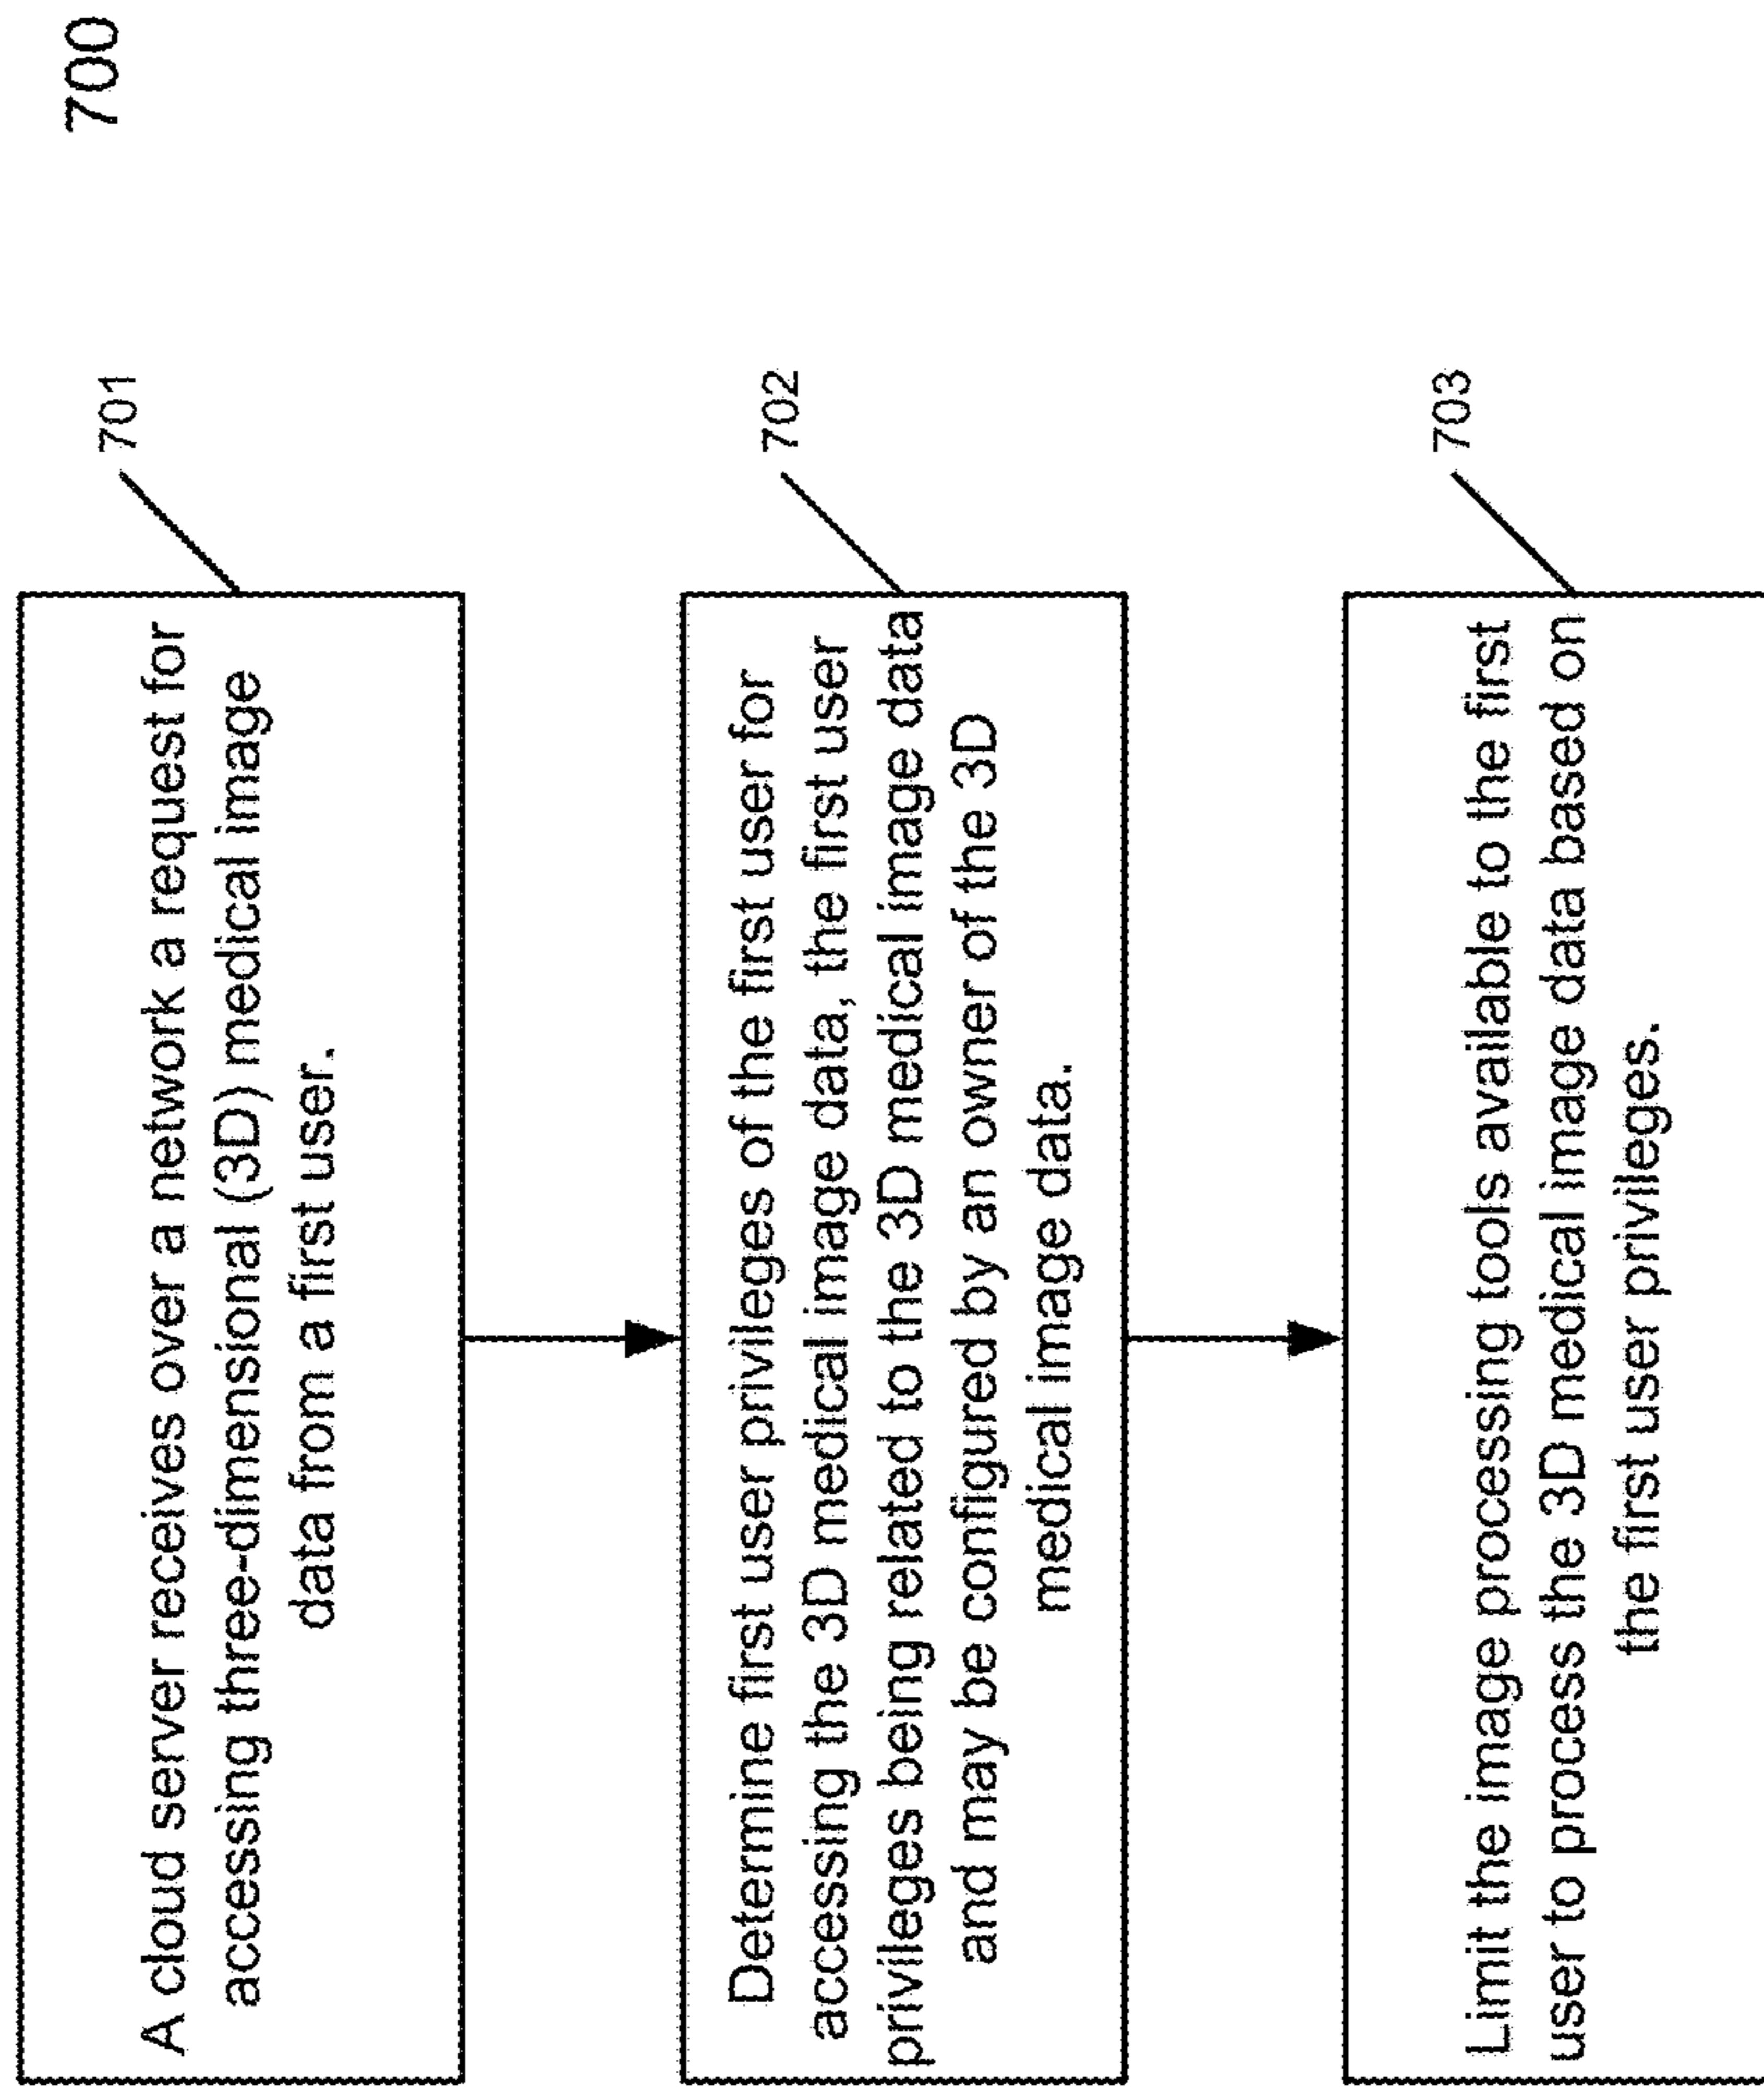 700
701
A cloud server receives over a network a request for
accessing three-dimensional (3D) medical image
data from a first user.
702
Determine first user privileges of the first user for
accessing the 3D medical image data, the first user
privileges being related to the 3D medical image data
and may be configured by an owner of the 3D
medical image data.
703
Limit the image processing tools available to the first
user to process the 3D medical image data based on
the first user privileges.